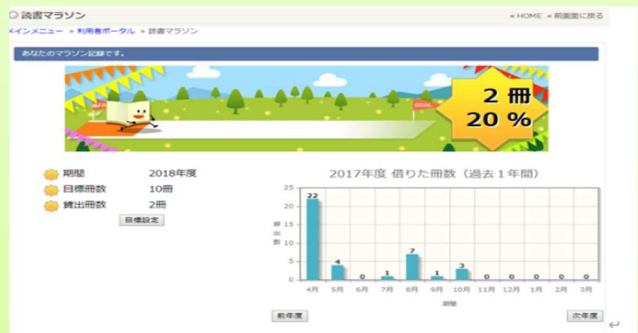 読書マラソン
« HOME « 前画面に戻る
メインメニュー » 利用者ポータル » 読書マラソン
あなたのマラソン記録です。
GOAL
2 冊
20 %
期間 2018年度
目標冊数 10冊
貸出冊数 2冊
目標設定
2017年度 借りた冊数（過去１年間）
貸出数
25
20
15
10
5
0
22
4
0
1
7
1
3
0
0
0
0
0
4月 5月 6月 7月 8月 9月 10月 11月 12月 1月 2月 3月
期間
前年度
次年度